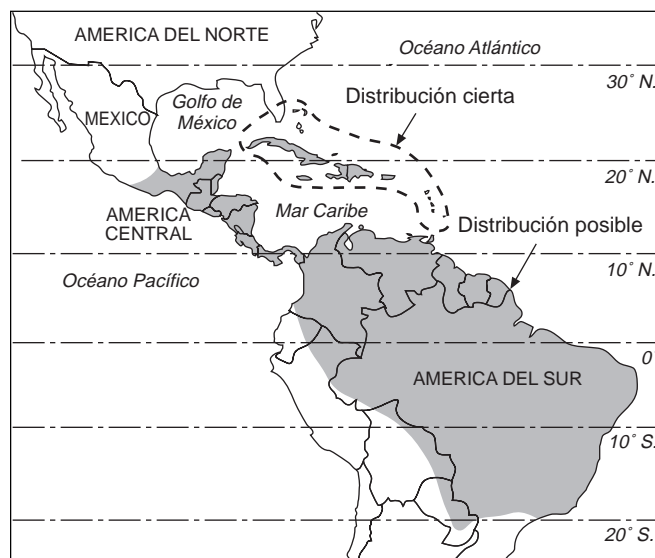 AMERICA DEL NORTE
Océano Atlántico
30° N.
Golfo de
México
Distribución cierta
MEXICO
20° N.
AMERICA
CENTRAL
Mar Caribe
Distribución posible
10° N.
Océano Pacífico
0°
AMERICA DEL SUR
10° S.
20° S.